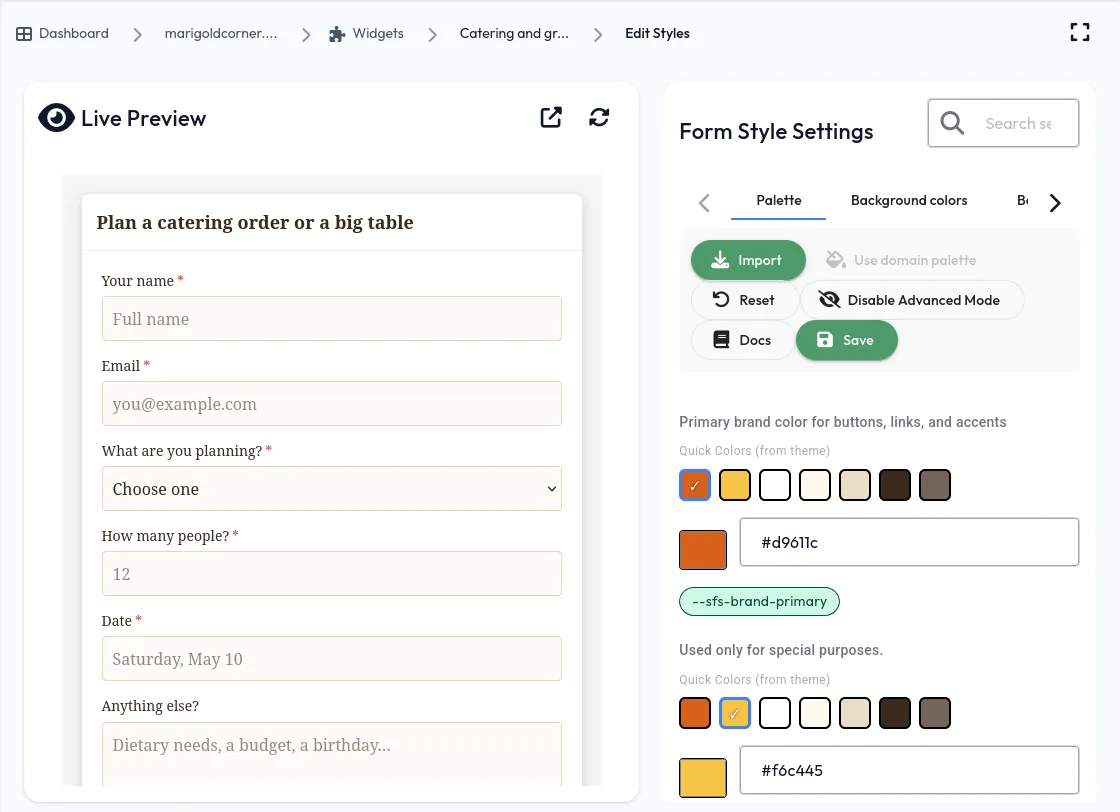 Dashboard
marigoldcorner....
Widgets
Catering and gr...
Edit Styles
Live Preview
Plan a catering order or a big table
Your name *
Full name
Email *
you@example.com
What are you planning? *
Choose one
How many people? *
12
Date *
Saturday, May 10
Anything else?
Dietary needs, a budget, a birthday...
Form Style Settings
Search
Palette
Background colors
Import
Use domain palette
Reset
Disable Advanced Mode
Docs
Save
Primary brand color for buttons, links, and accents
Quick Colors (from theme)
#d9611c
--sfs-brand-primary
Used only for special purposes.
Quick Colors (from theme)
#f6c445